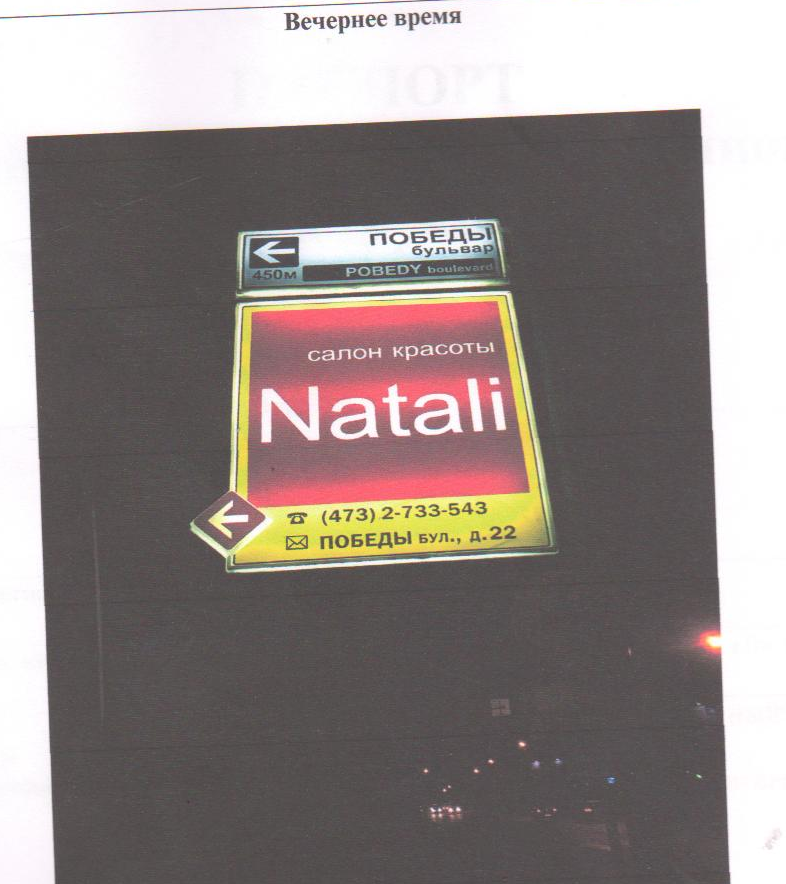 Вечернее время
ПОБЕДЫ
бульвар
450м
POBEDY boulevard
салон красоты
Natali
(473) 2-733-543
ПОБЕДЫ БУЛ., Д.22